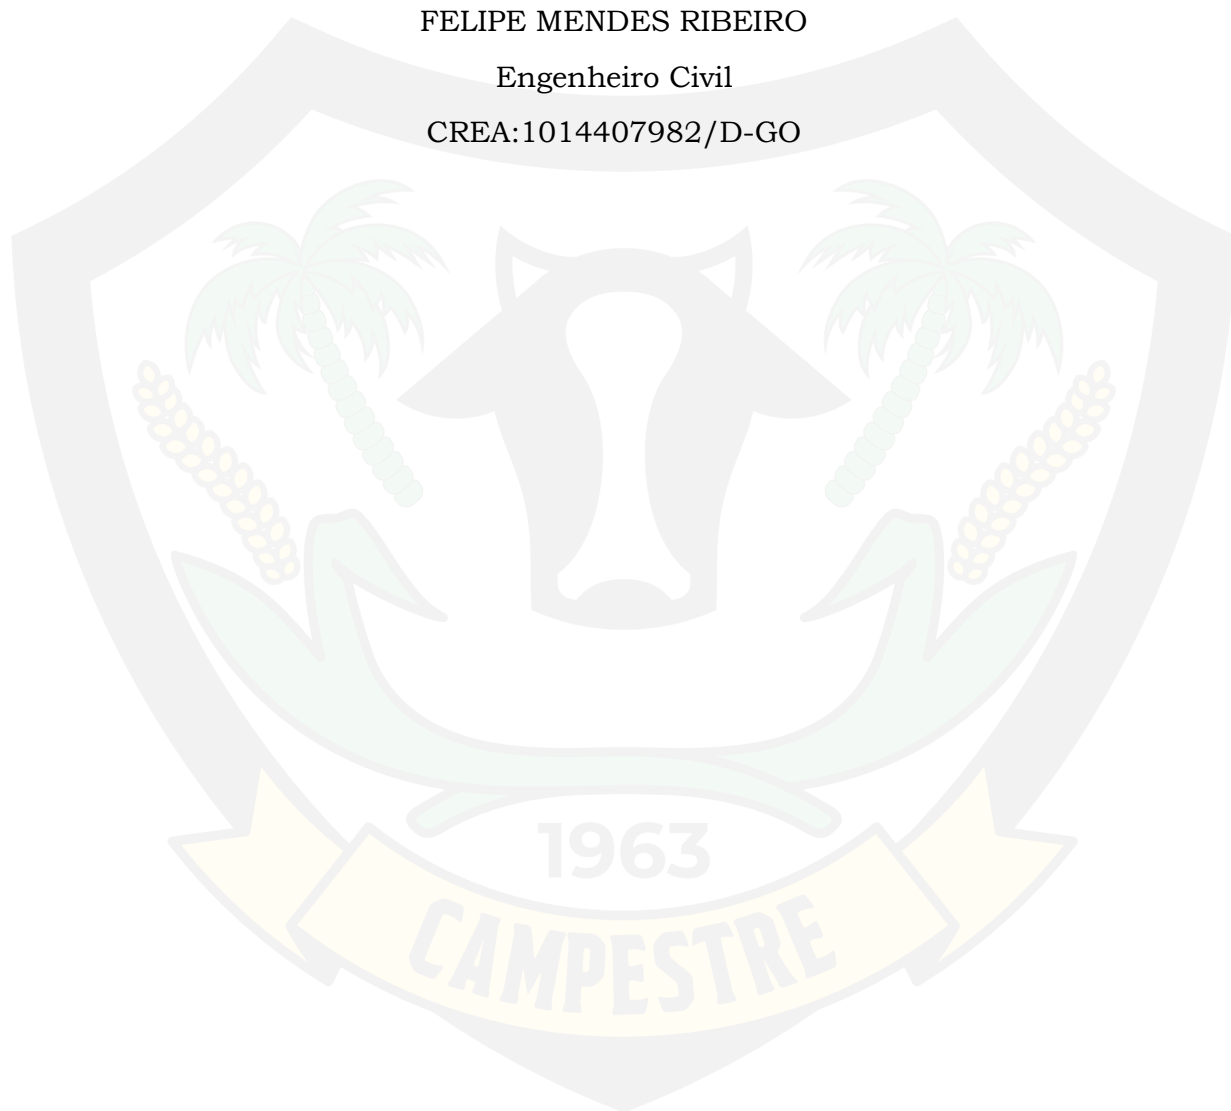 FELIPE MENDES RIBEIRO
Engenheiro Civil
CREA:1014407982/D-GO
1963
CAMPESTRE